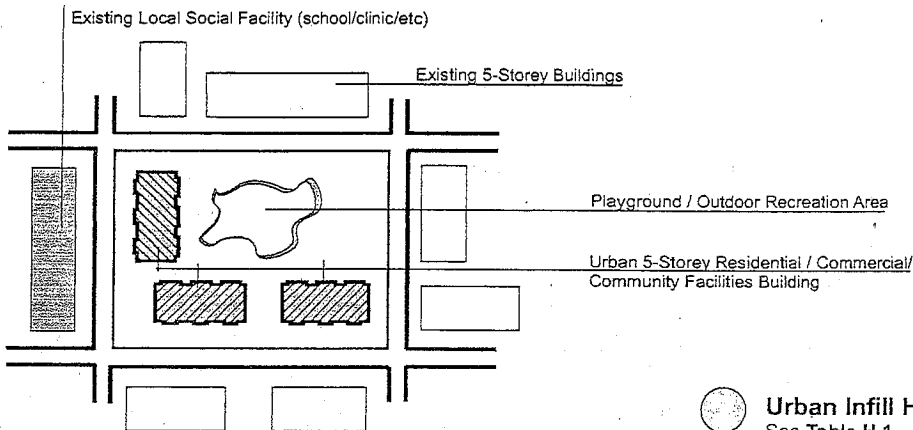 Existing Local Social Facility (school/clinic/etc)
Existing 5-Storey Buildings
Playground / Outdoor Recreation Area
Urban 5-Storey Residential / Commercial/
Community Facilities Building
Urban Infill H
See Table II.1